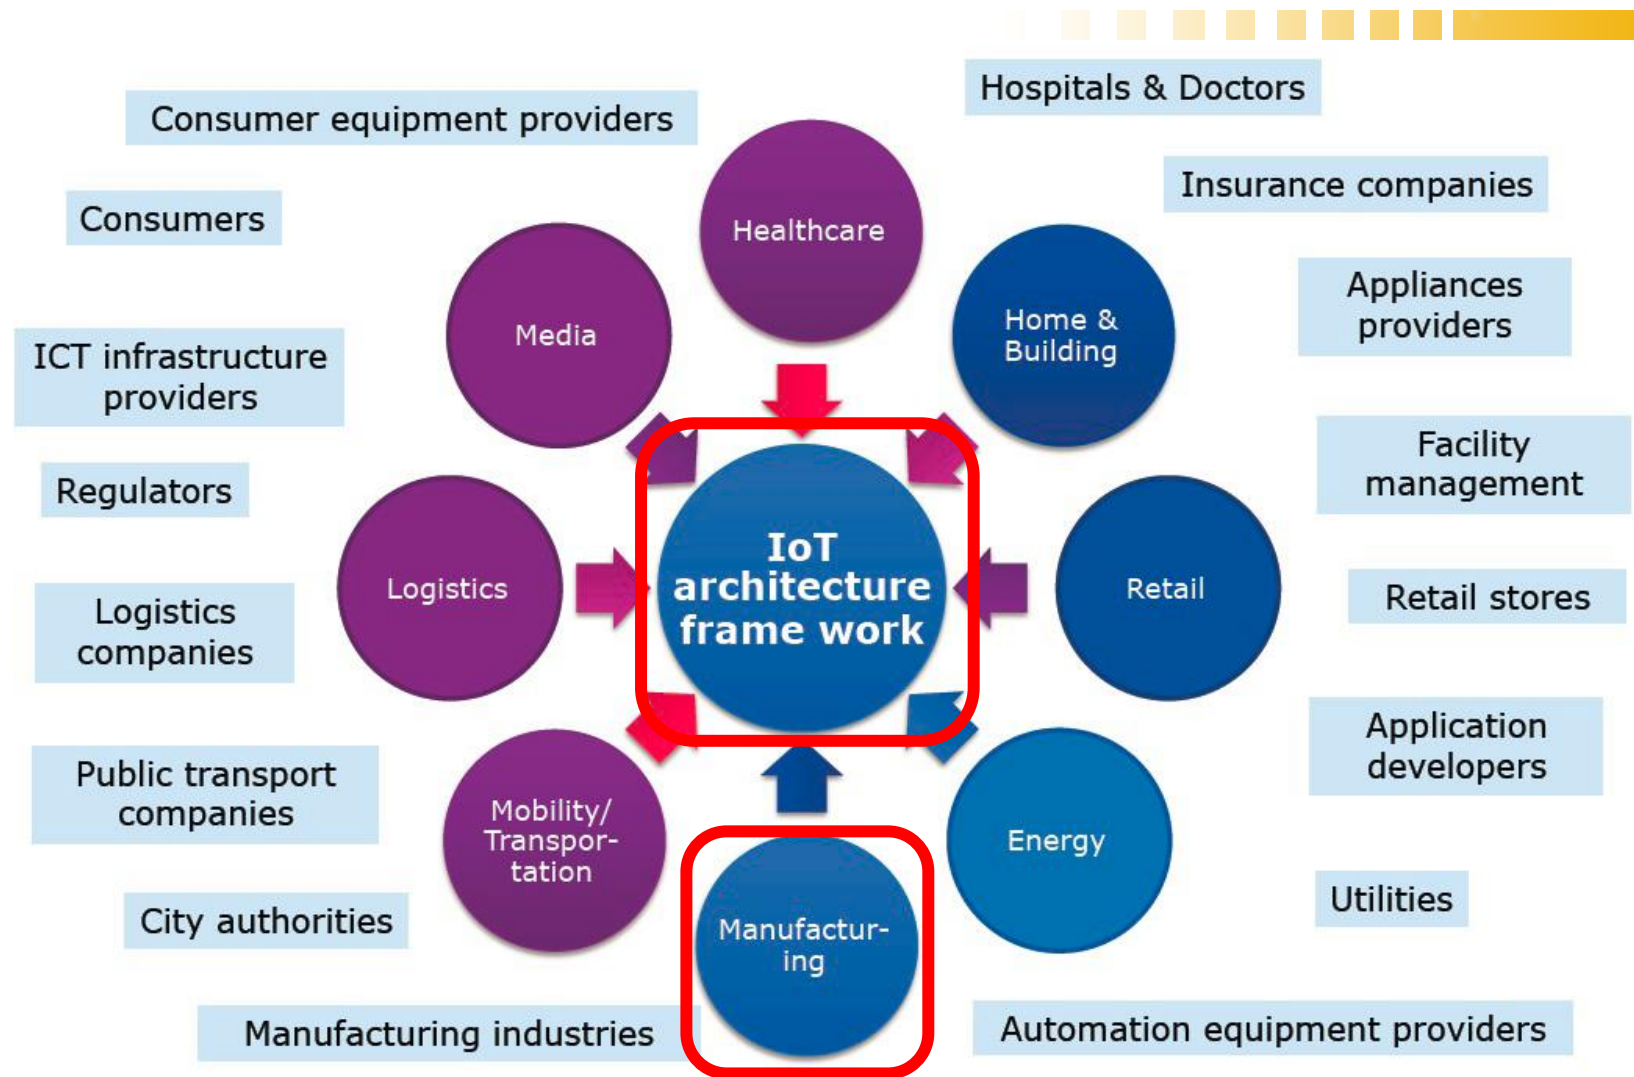 Hospitals & Doctors
Consumer equipment providers
Insurance companies
Consumers
Healthcare
Appliances
providers
Media
Home &
Building
ICT infrastructure
providers
Facility
management
Regulators
IoT
architecture
frame work
Logistics
Retail
Retail stores
Logistics
companies
Application
developers
Public transport
companies
Mobility/
Transpor-
tation
Energy
Utilities
City authorities
Manufactur-
ing
Manufacturing industries
Automation equipment providers